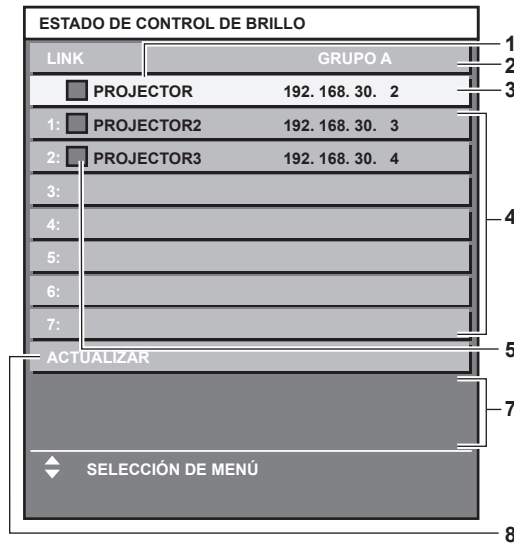 ESTADO DE CONTROL DE BRILLO
LINK GRUPO A
PROJECTOR 192. 168. 30. 2
1: PROJECTOR2 192. 168. 30. 3
2: PROJECTOR3 192. 168. 30. 4
3:
4:
5:
6:
7:
ACTUALIZAR
SELECCIÓN DE MENÚ
1
2
3
4
5
7
8